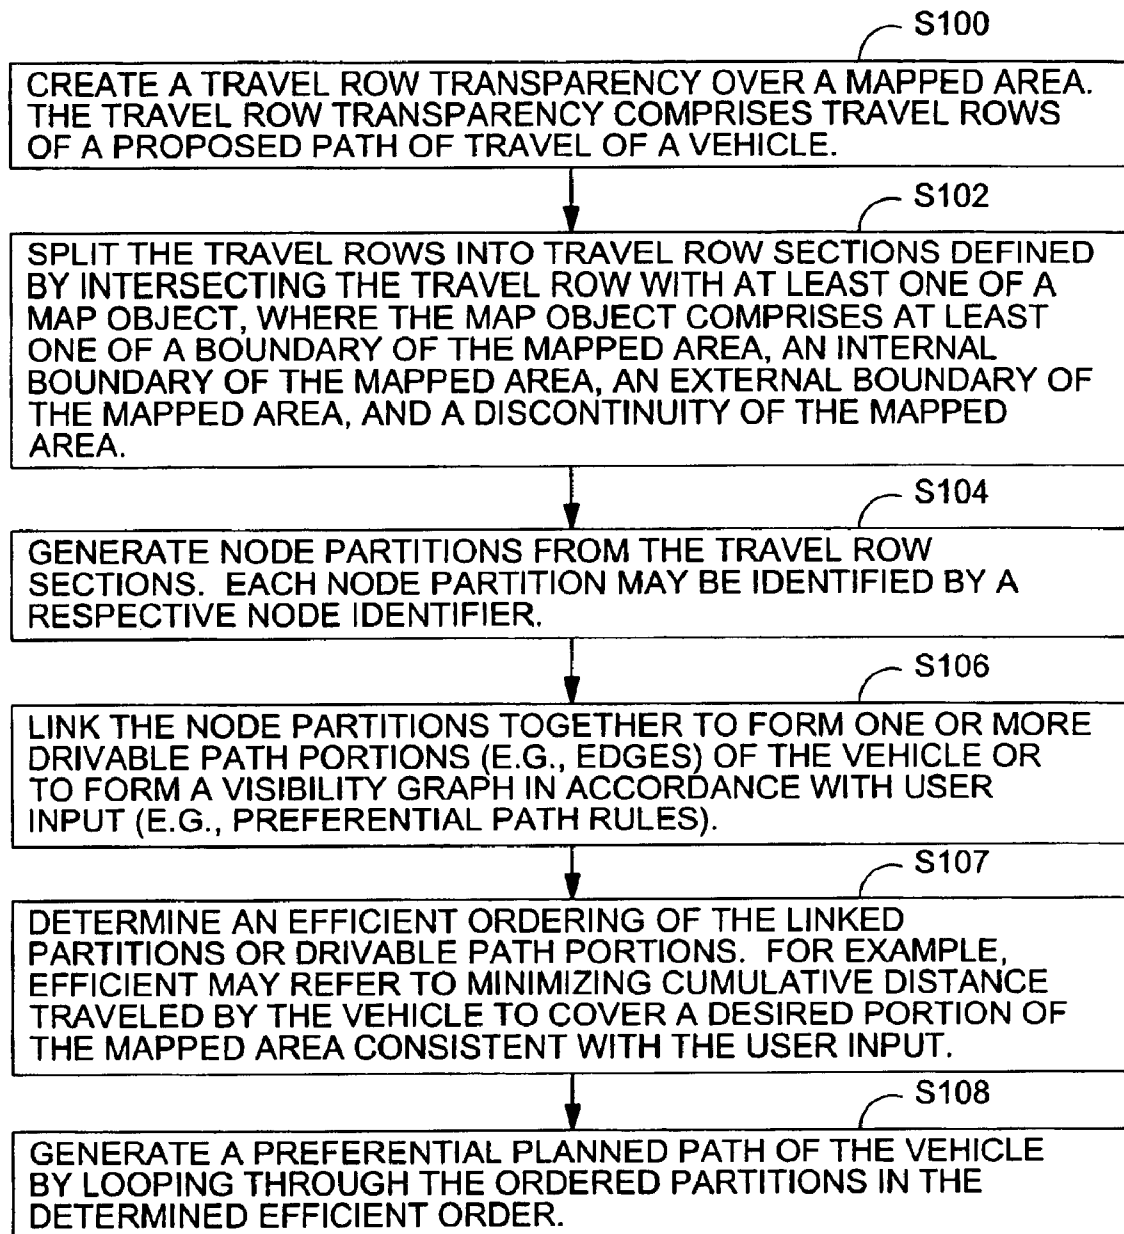 S100
CREATE A TRAVEL ROW TRANSPARENCY OVER A MAPPED AREA.
THE TRAVEL ROW TRANSPARENCY COMPRISES TRAVEL ROWS
OF A PROPOSED PATH OF TRAVEL OF A VEHICLE.
S102
SPLIT THE TRAVEL ROWS INTO TRAVEL ROW SECTIONS DEFINED
BY INTERSECTING THE TRAVEL ROW WITH AT LEAST ONE OF A
MAP OBJECT, WHERE THE MAP OBJECT COMPRISES AT LEAST
ONE OF A BOUNDARY OF THE MAPPED AREA, AN INTERNAL
BOUNDARY OF THE MAPPED AREA, AN EXTERNAL BOUNDARY OF
THE MAPPED AREA, AND A DISCONTINUITY OF THE MAPPED
AREA.
S104
GENERATE NODE PARTITIONS FROM THE TRAVEL ROW
SECTIONS. EACH NODE PARTITION MAY BE IDENTIFIED BY A
RESPECTIVE NODE IDENTIFIER.
S106
LINK THE NODE PARTITIONS TOGETHER TO FORM ONE OR MORE
DRIVABLE PATH PORTIONS (E.G., EDGES) OF THE VEHICLE OR
TO FORM A VISIBILITY GRAPH IN ACCORDANCE WITH USER
INPUT (E.G., PREFERENTIAL PATH RULES).
S107
DETERMINE AN EFFICIENT ORDERING OF THE LINKED
PARTITIONS OR DRIVABLE PATH PORTIONS. FOR EXAMPLE,
EFFICIENT MAY REFER TO MINIMIZING CUMULATIVE DISTANCE
TRAVELED BY THE VEHICLE TO COVER A DESIRED PORTION OF
THE MAPPED AREA CONSISTENT WITH THE USER INPUT.
S108
GENERATE A PREFERENTIAL PLANNED PATH OF THE VEHICLE
BY LOOPING THROUGH THE ORDERED PARTITIONS IN THE
DETERMINED EFFICIENT ORDER.